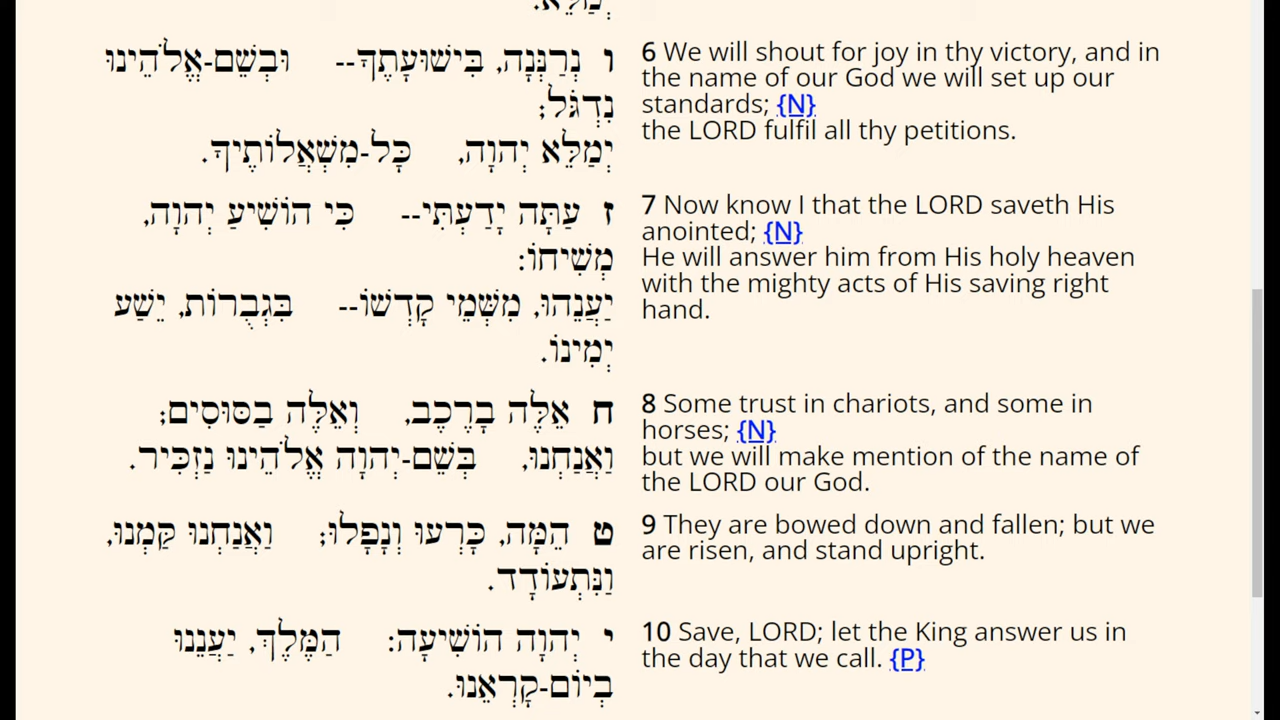 יְמַלֵּא.
ו נְרַנְּנָה, בִּישׁוּעָתֶךָ-- וּבְשֵׁם-אֱלֹהֵינוּ
נִדְגֹּל;
יְמַלֵּא יְהוָה, כָּל-מִשְׁאֲלוֹתֶיךָ.
6 We will shout for joy in thy victory, and in
the name of our God we will set up our
standards; {N}
the LORD fulfil all thy petitions.
ז עַתָּה יָדַעְתִּי-- כִּי הוֹשִׁיעַ יְהוָה,
מְשִׁיחוֹ:
יַעֲנֵהוּ, מִשְּׁמֵי קָדְשׁוֹ-- בִּגְבֻרוֹת, יֵשַׁע
יְמִינוֹ.
7 Now know I that the LORD saveth His
anointed; {N}
He will answer him from His holy heaven
with the mighty acts of His saving right
hand.
ח אֵלֶּה בָרֶכֶב, וְאֵלֶּה בַסּוּסִים;
וַאֲנַחְנוּ, בְּשֵׁם-יְהוָה אֱלֹהֵינוּ נַזְכִּיר.
8 Some trust in chariots, and some in
horses; {N}
but we will make mention of the name of
the LORD our God.
ט הֵמָּה, כָּרְעוּ וְנָפָלוּ; וַאֲנַחְנוּ קַּמְנוּ,
וַנִּתְעוֹדָד.
9 They are bowed down and fallen; but we
are risen, and stand upright.
י יְהוָה הוֹשִׁיעָה: הַמֶּלֶךְ, יַעֲנֵנוּ
בְיוֹם-קָרְאֵנוּ.
10 Save, LORD; let the King answer us in
the day that we call. {P}